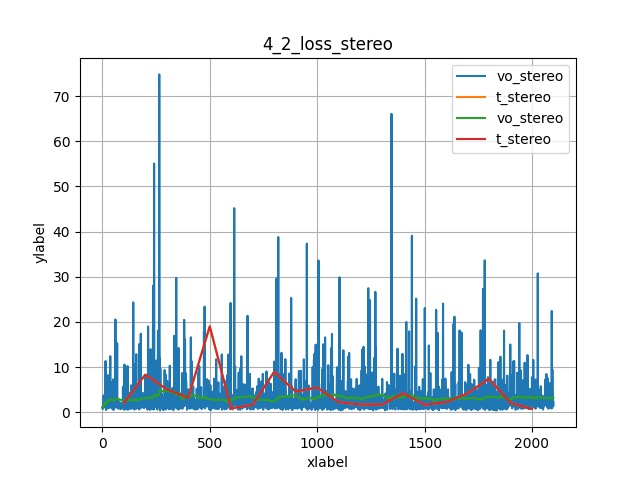 4_2_loss_stereo
vo_stereo
t_stereo
vo_stereo
t_stereo
ylabel
70
60
50
40
30
20
10
0
0 500 1000 1500 2000
xlabel